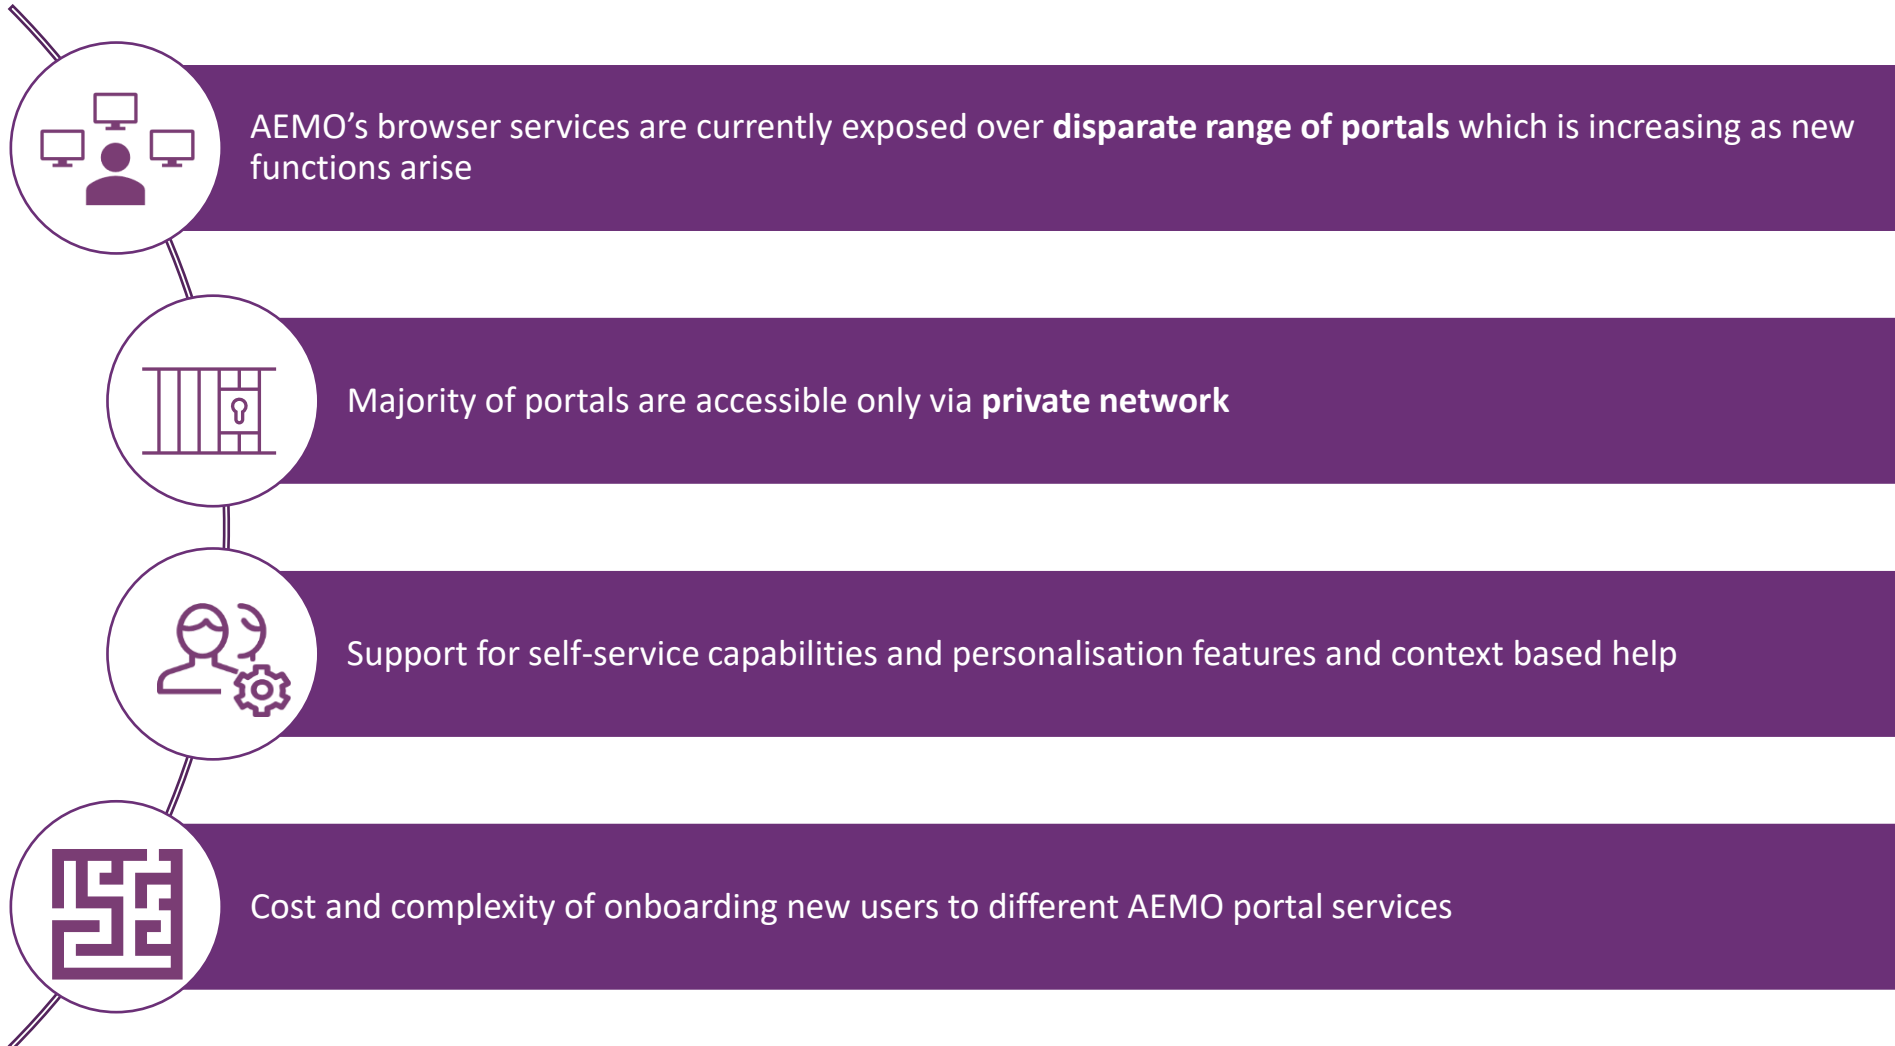 AEMO’s browser services are currently exposed over disparate range of portals which is increasing as new
functions arise
Majority of portals are accessible only via private network
Support for self-service capabilities and personalisation features and context based help
Cost and complexity of onboarding new users to different AEMO portal services